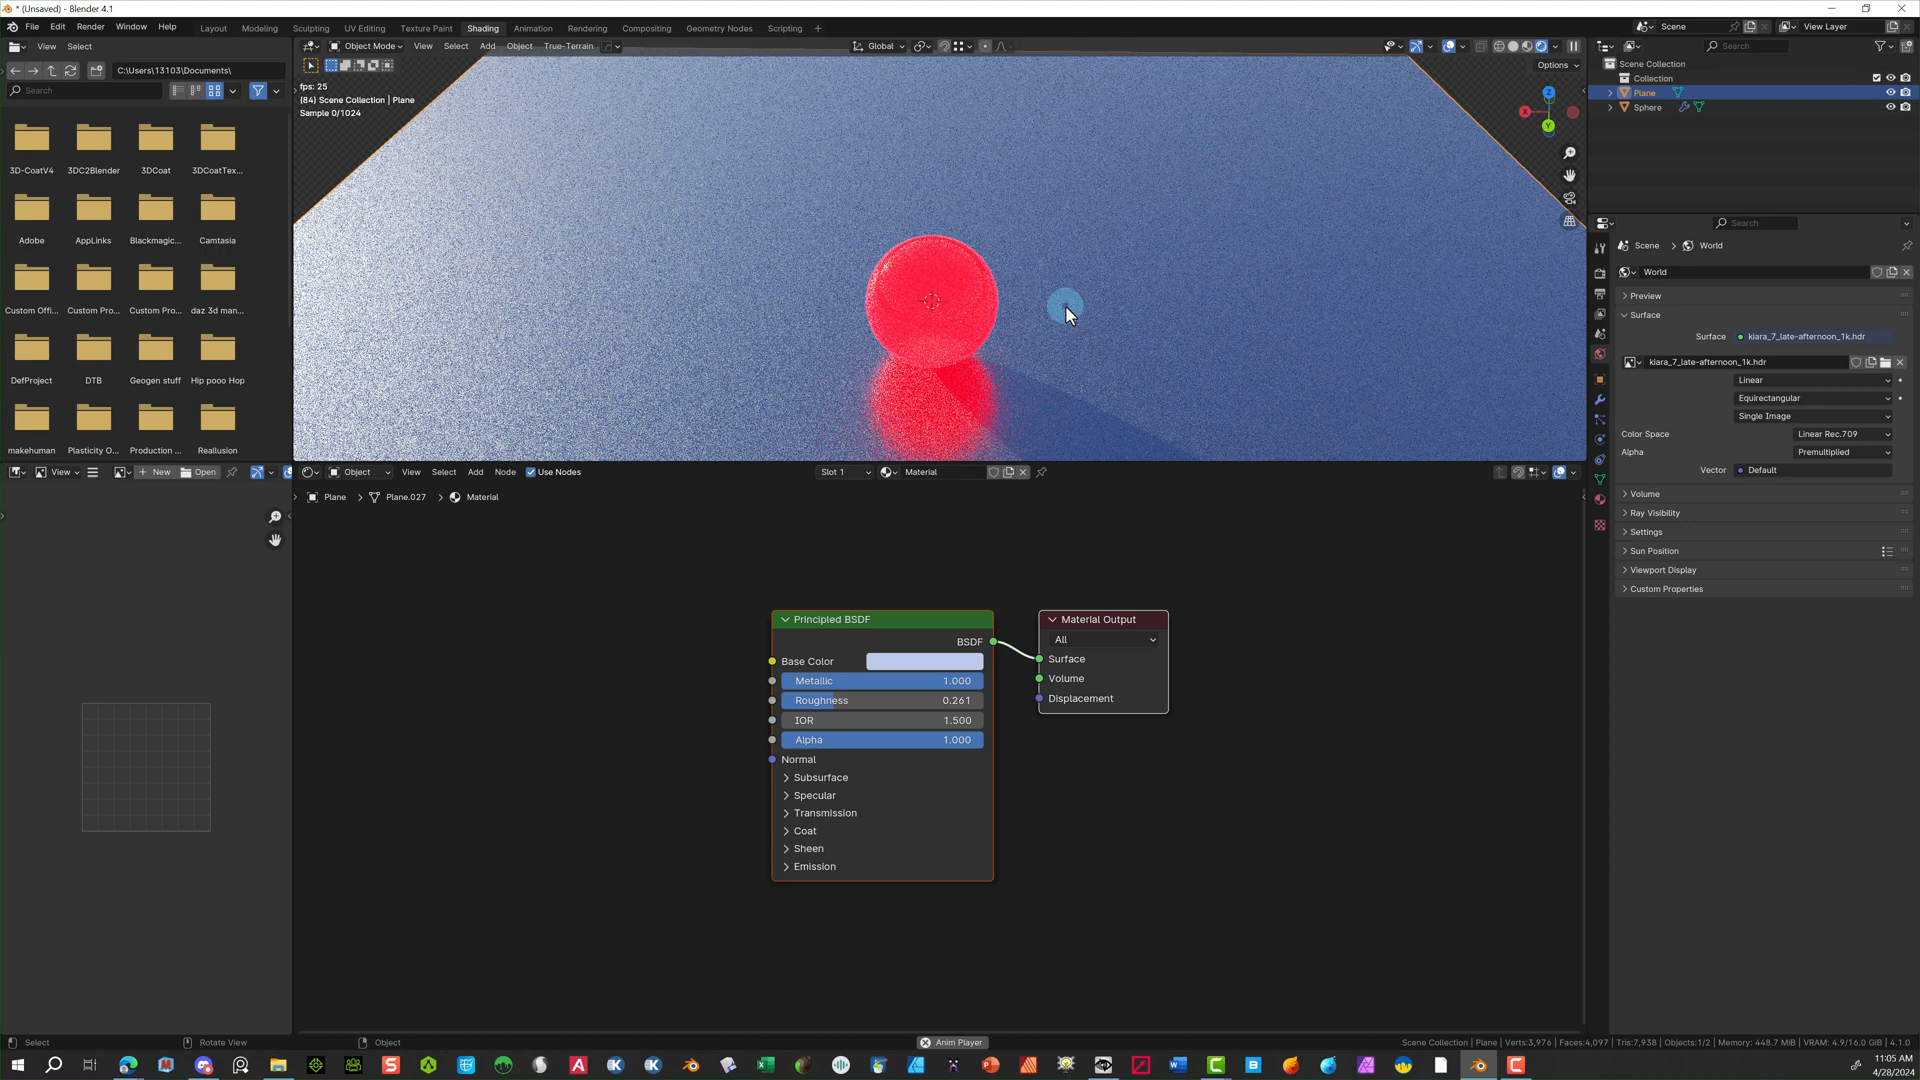 * (Unsaved) - Blender 4.1
File Edit Render Window Help
Layout Modeling Sculpting UV Editing Texture Paint Shading Animation Rendering Compositing Geometry Nodes Scripting
Scene
View Layer
View Select
Object Mode View Select Add Object True-Terrain
Global
Search
C:\Users\13103\Documents\
Options
Scene Collection
Collection
Plane
Sphere
Search
fps: 25
(84) Scene Collection | Plane
Sample 0/1024
X
Y
Z
3D-CoatV4 3DC2Blender 3DCoat 3DCoatTex...
Adobe AppLinks Blackmagic... Camtasia
Custom Offi... Custom Pro... Custom Pro... daz 3d man...
DefProject DTB Geogen stuff Hip pooo Hop
makehuman Plasticity O... Production ... Reallusion
Search
Scene > World
World
Preview
Surface
Surface kiara_7_late-afternoon_1k.hdr
kiara_7_late-afternoon_1k.hdr
Linear
Equirectangular
Single Image
Color Space Linear Rec.709
Alpha Premultiplied
Vector Default
Volume
Ray Visibility
Settings
Sun Position
Viewport Display
Custom Properties
View New Open
Object View Select Add Node Use Nodes
Slot 1
Material
Plane > Plane.027 > Material
Principled BSDF
BSDF
Base Color
Metallic 1.000
Roughness 0.261
IOR 1.500
Alpha 1.000
Normal
Subsurface
Specular
Transmission
Coat
Sheen
Emission
Material Output
All
Surface
Volume
Displacement
Select
Rotate View
Object
Anim Player
Scene Collection | Plane | Verts:3,976 | Faces:4,097 | Tris:7,938 | Objects:1/2 | Memory: 448.7 MiB | VRAM: 4.9/16.0 GiB | 4.1.0
11:05 AM
4/28/2024